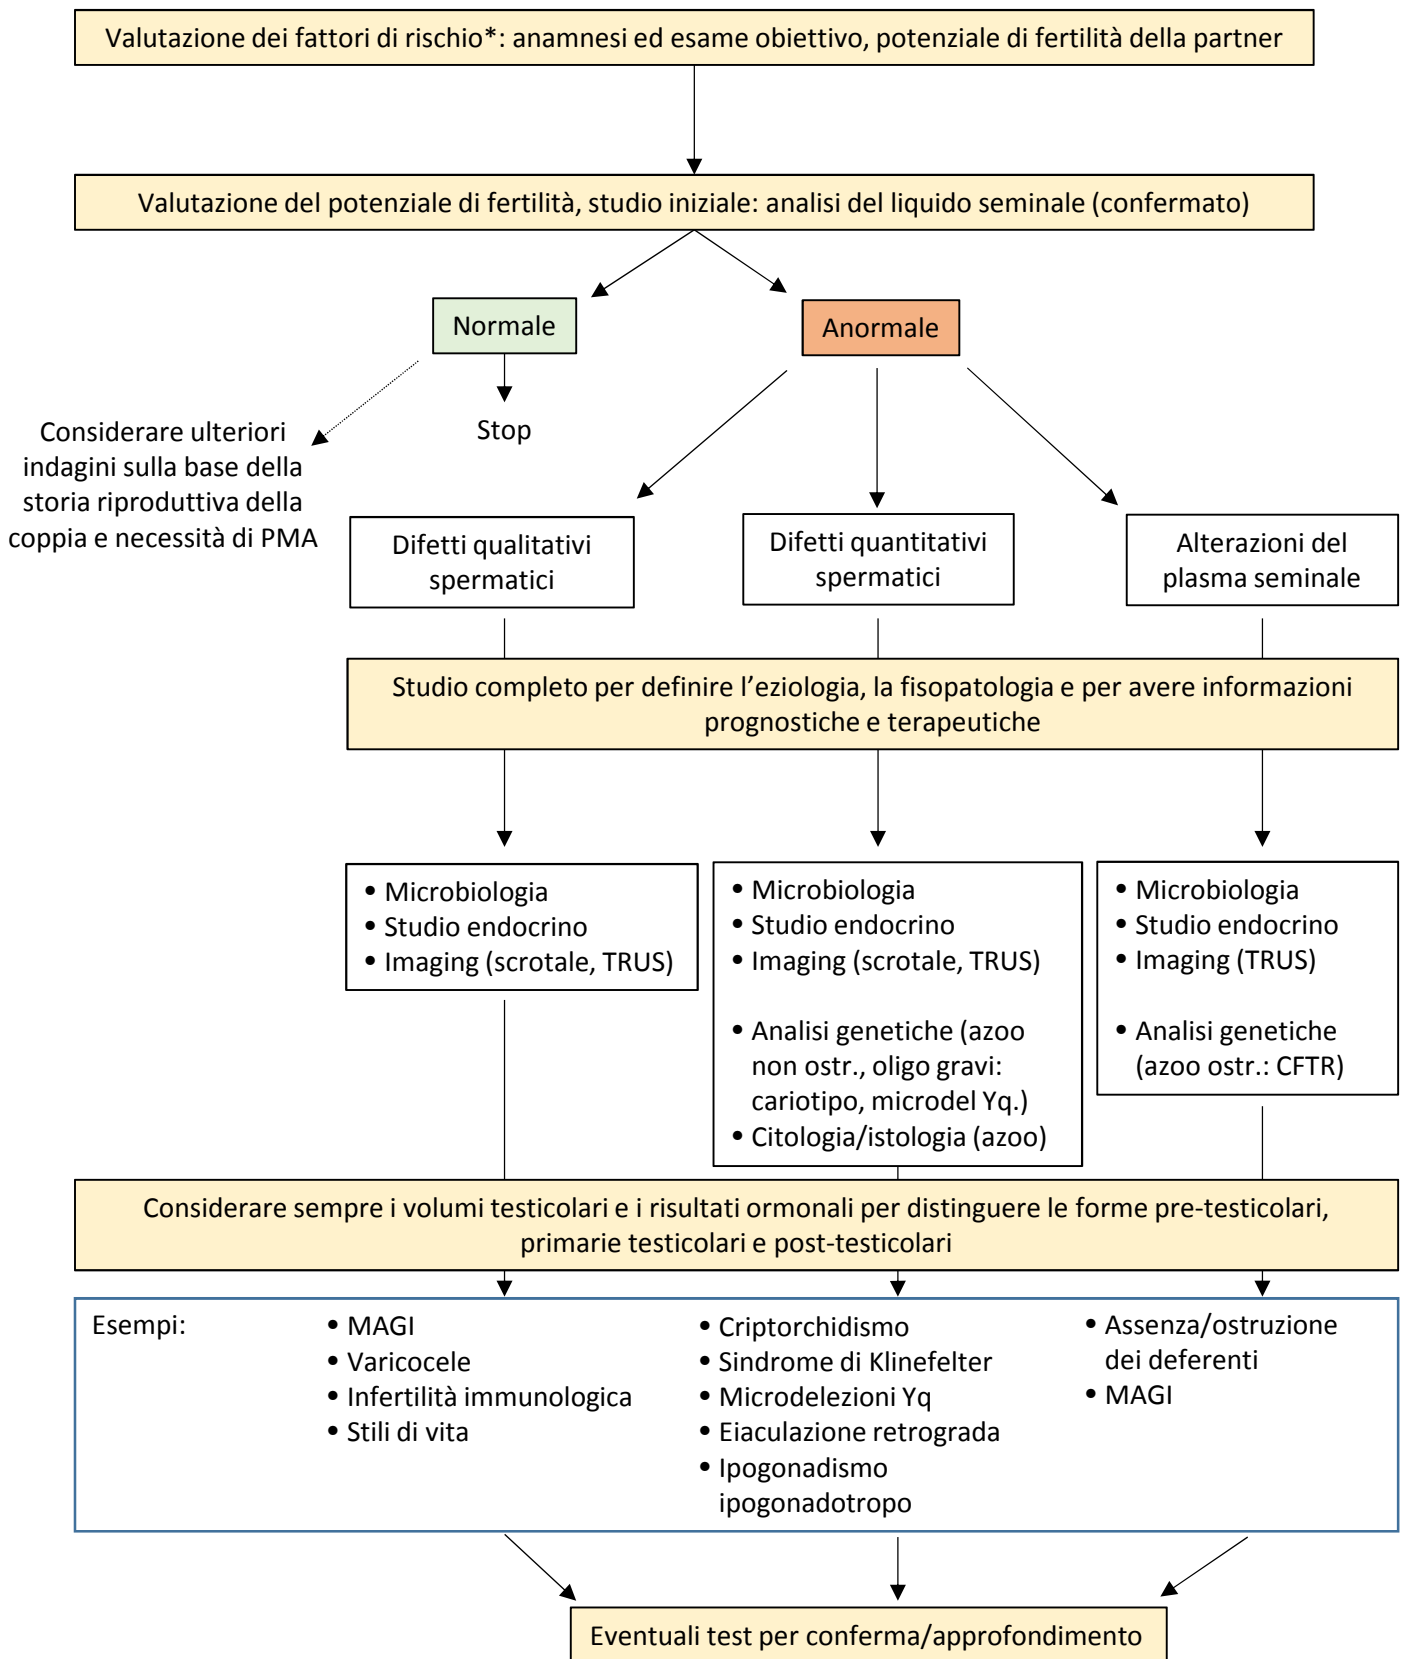 Valutazione dei fattori di rischio*: anamnesi ed esame obiettivo, potenziale di fertilità della partner
Valutazione del potenziale di fertilità, studio iniziale: analisi del liquido seminale (confermato)
Normale
Anormale
Stop
Considerare ulteriori
indagini sulla base della
storia riproduttiva della
coppia e necessità di PMA
Difetti qualitativi
spermatici
Difetti quantitativi
spermatici
Alterazioni del
plasma seminale
Studio completo per definire l'eziologia, la fisopatologia e per avere informazioni
prognostiche e terapeutiche
• Microbiologia
• Studio endocrino
• Imaging (scrotale, TRUS)
• Microbiologia
• Studio endocrino
• Imaging (scrotale, TRUS)
• Analisi genetiche (azoo
non ostr., oligo gravi:
cariotipo, microdel Yq.)
• Citologia/istologia (azoo)
• Microbiologia
• Studio endocrino
• Imaging (TRUS)
• Analisi genetiche
(azoo ostr.: CFTR)
Considerare sempre i volumi testicolari e i risultati ormonali per distinguere le forme pre-testicolari,
primarie testicolari e post-testicolari
Esempi:
• MAGI
• Varicocele
• Infertilità immunologica
• Stili di vita
• Criptorchidismo
• Sindrome di Klinefelter
• Microdelezioni Yq
• Eiaculazione retrograda
• Ipogonadismo
ipogonadotropo
• Assenza/ostruzione
dei deferenti
• MAGI
Eventuali test per conferma/approfondimento